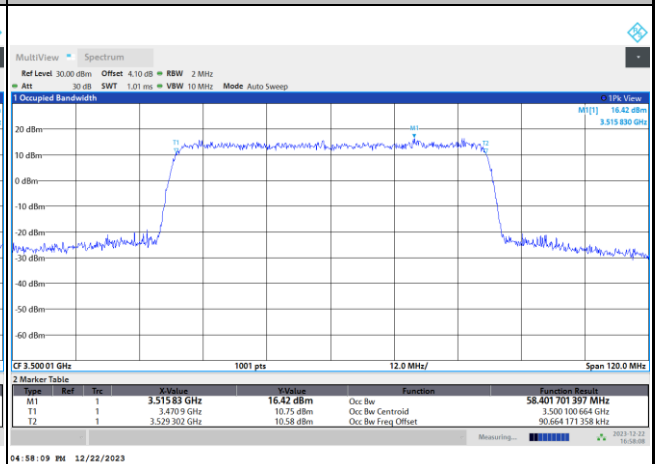 MultiView Spectrum
Ref Level 30.00 dBm Offset 4.10 dB RBW 2 MHz
Att 30 dB SWT 1.01 ms VBW 10 MHz Mode Auto Sweep
1 Occupied Bandwidth 1Pk View
M1[1] 16.42 dBm
3.515 830 GHz
20 dBm
M1
T1
T2
10 dBm
0 dBm
-10 dBm
-20 dBm
-30 dBm
-40 dBm
-50 dBm
-60 dBm
CF 3.500 01 GHz 1001 pts 12.0 MHz/ Span 120.0 MHz
2 Marker Table
Type Ref Trc X-Value Y-Value Function Function Result
M1 1 3.515 83 GHz 16.42 dBm Occ Bw 58.401 701 397 MHz
T1 1 3.470 9 GHz 10.75 dBm Occ Bw Centroid 3.500 100 664 GHz
T2 1 3.529 302 GHz 10.58 dBm Occ Bw Freq Offset 90.664 171 358 kHz
Measuring... 2023-12-22
16:58:08
04:58:09 PM 12/22/2023